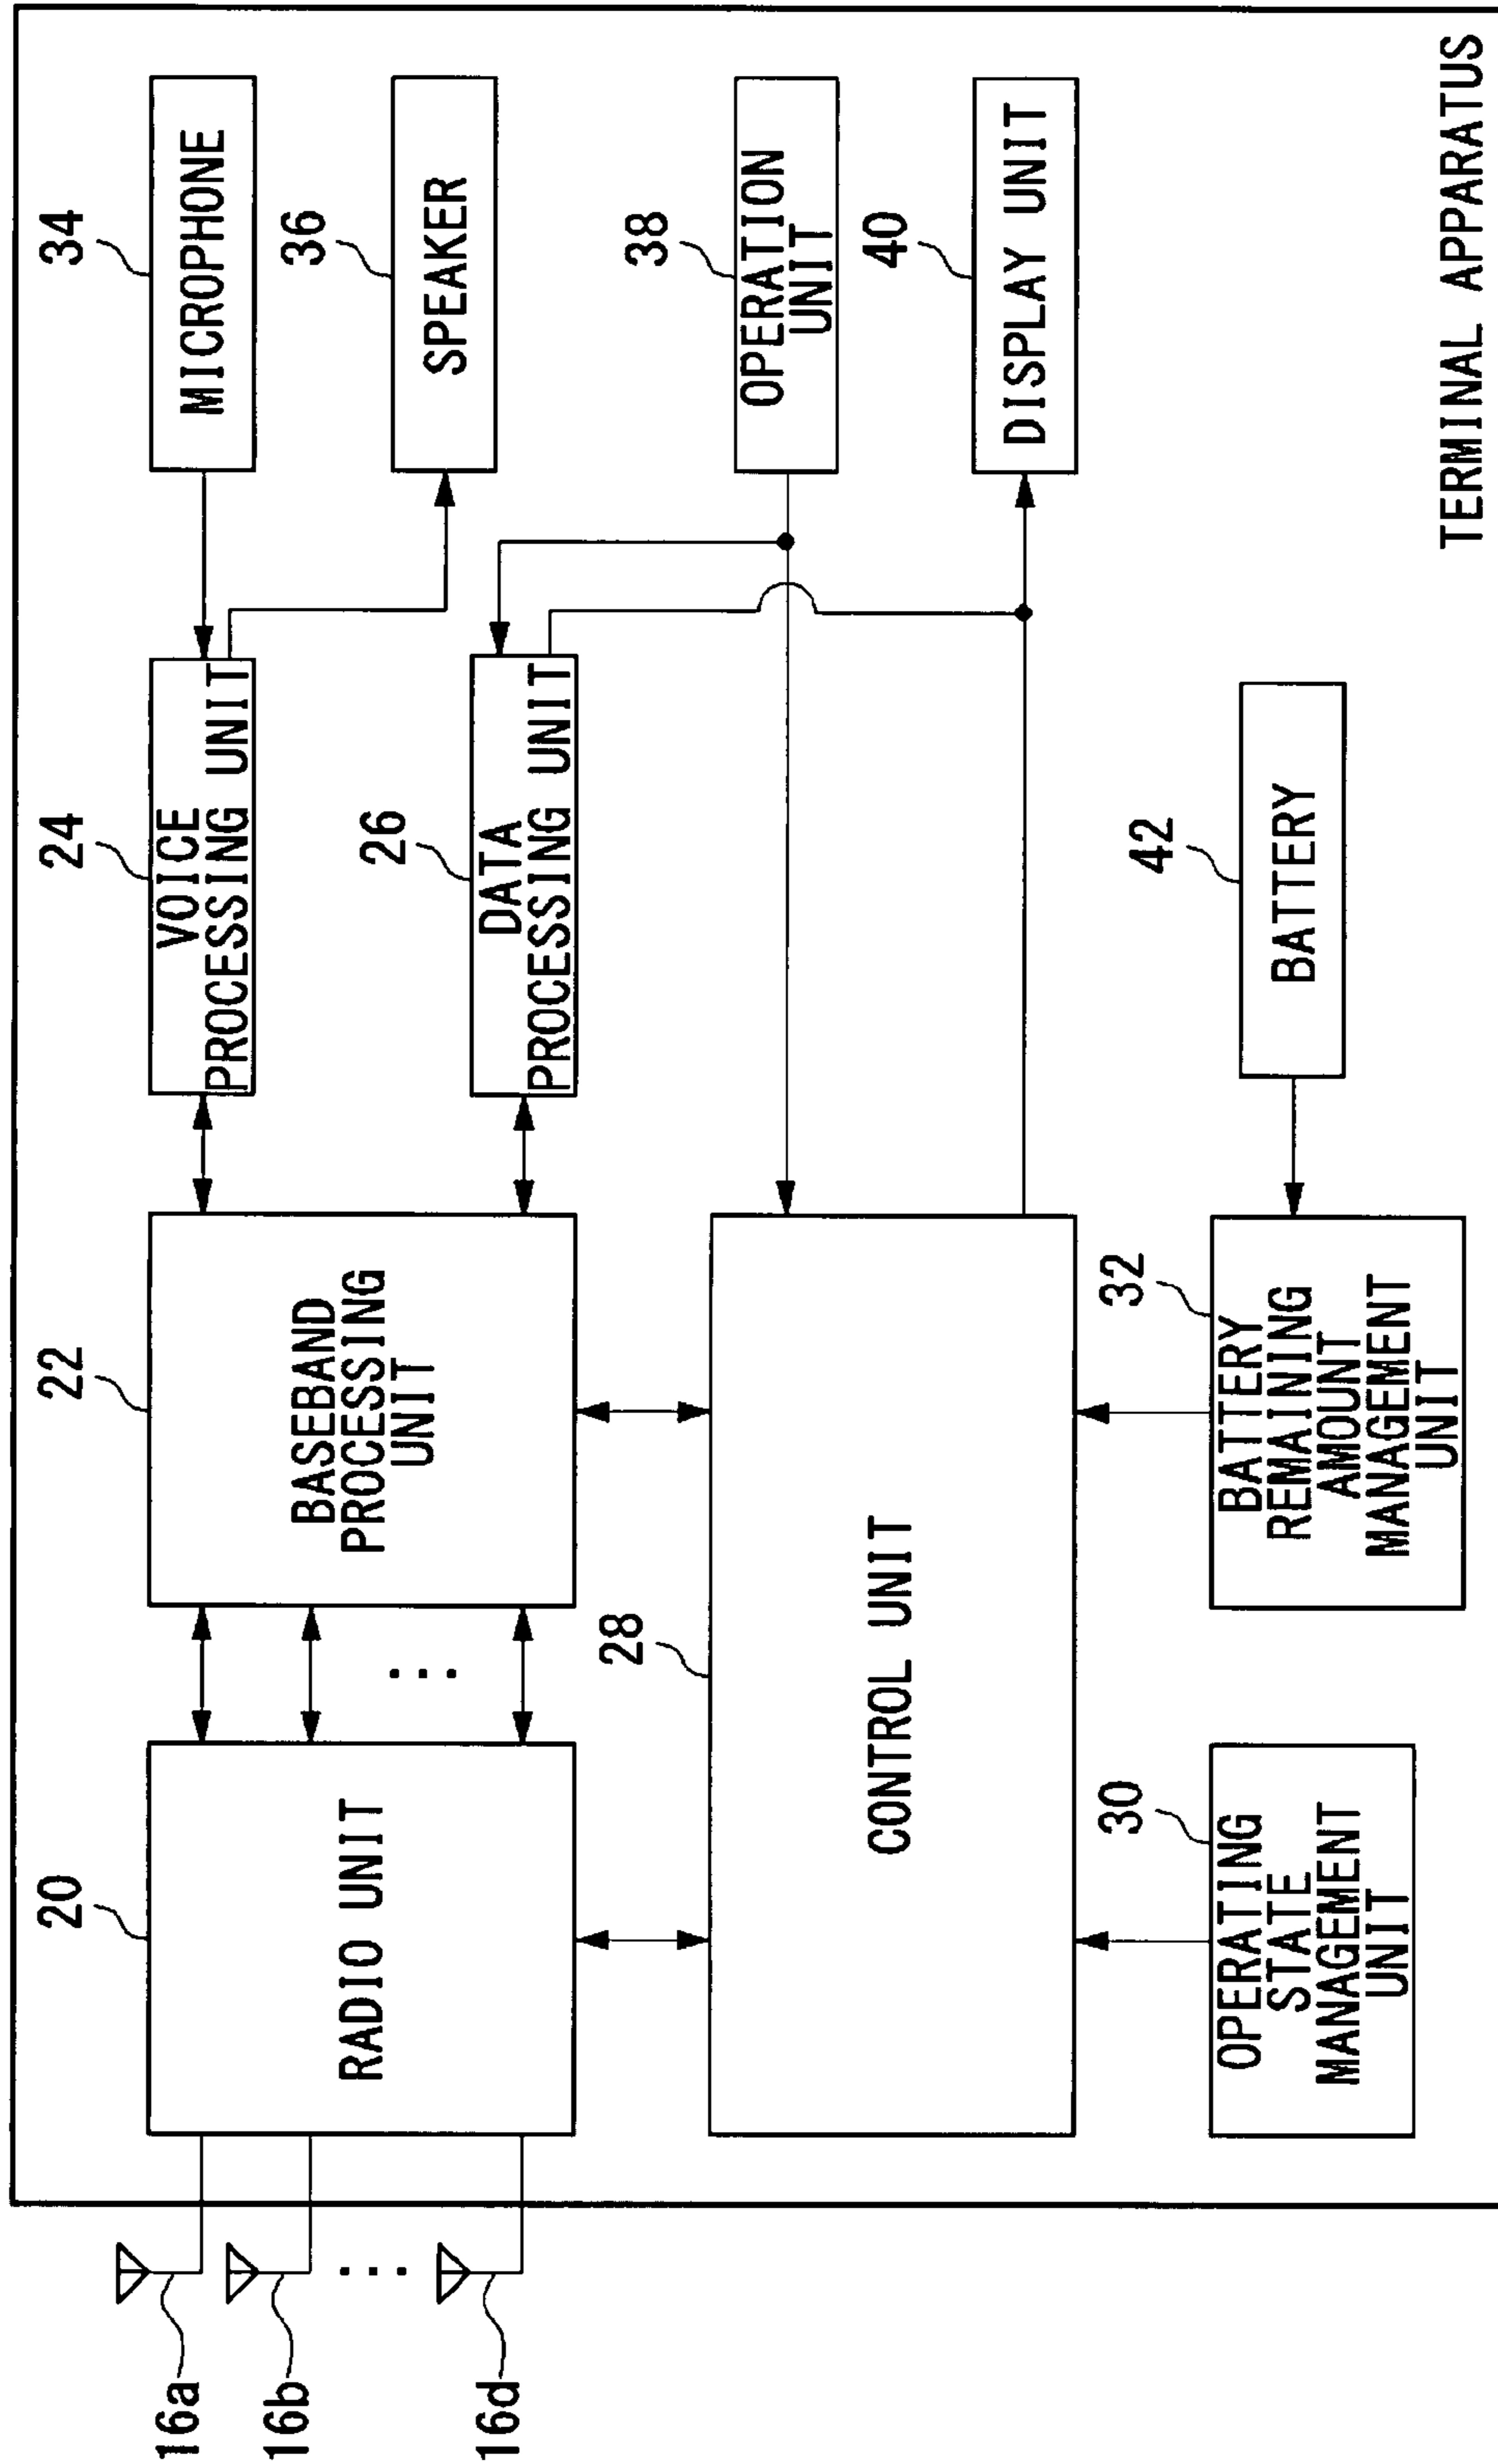 20
22
24
34
16a
RADIO UNIT
BASEBAND
PROCESSING
UNIT
VOICE
PROCESSING UNIT
MICROPHONE
16b
...
...
36
SPEAKER
26
DATA
PROCESSING UNIT
16d
28
38
OPERATION
UNIT
CONTROL UNIT
40
DISPLAY UNIT
30
32
42
OPERATING
STATE
MANAGEMENT
UNIT
BATTERY
REMAINING
AMOUNT
MANAGEMENT
UNIT
BATTERY
TERMINAL APPARATUS